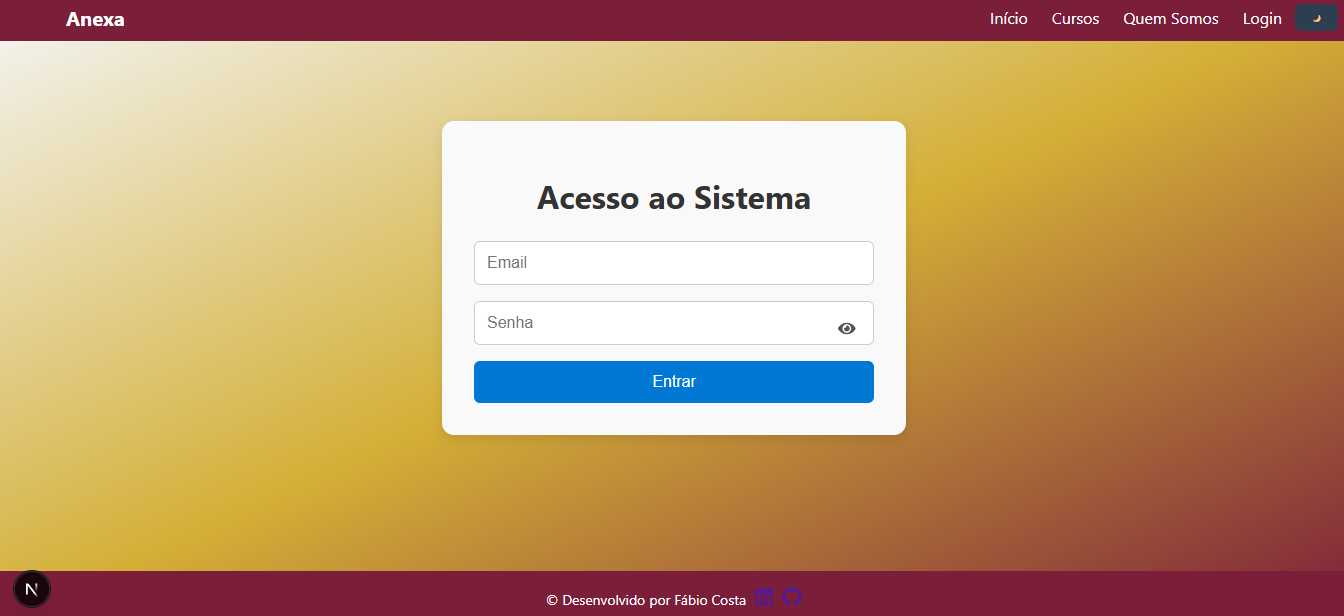 Anexa
Início Cursos Quem Somos Login
Acesso ao Sistema
Email
Senha
Entrar
N
© Desenvolvido por Fábio Costa